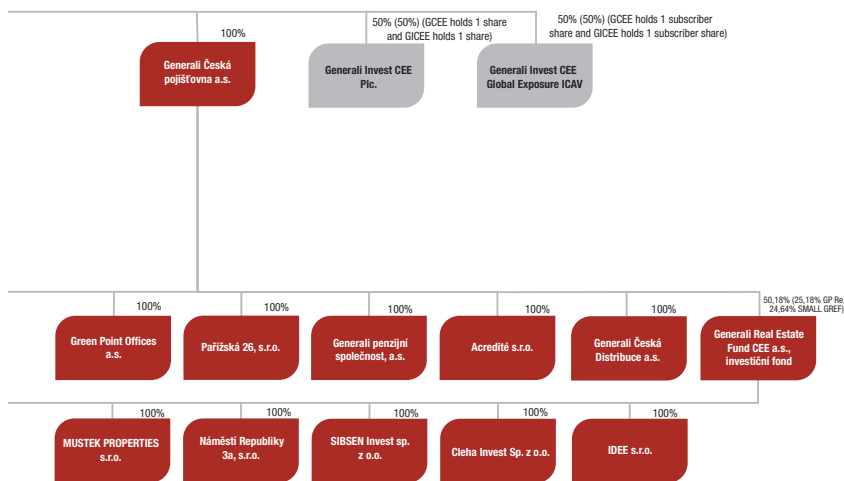 50% (50%) (GCEE holds 1 share
and GICEE holds 1 share)
50% (50%) (GCEE holds 1 subscriber
share and GICEE holds 1 subscriber share)
100%
Generali Česká
pojišťovna a.s.
Generali Invest CEE
Plc.
Generali Invest CEE
Global Exposure ICAV
100%
100%
100%
100%
100%
50,18% (25,18% GP Re,
24,64% SMALL GREF)
Green Point Offices
a.s.
Pařížská 26, s.r.o.
Generali penzijní
společnost, a.s.
Acredité s.r.o.
Generali Česká
Distribuce a.s.
Generali Real Estate
Fund CEE a.s.,
investiční fond
100%
100%
100%
100%
100%
MUSTEK PROPERTIES
s.r.o.
Náměstí Republiky
3a, s.r.o.
SIBSEN Invest sp.
z o.o.
Cleha Invest Sp. z o.o.
IDEE s.r.o.